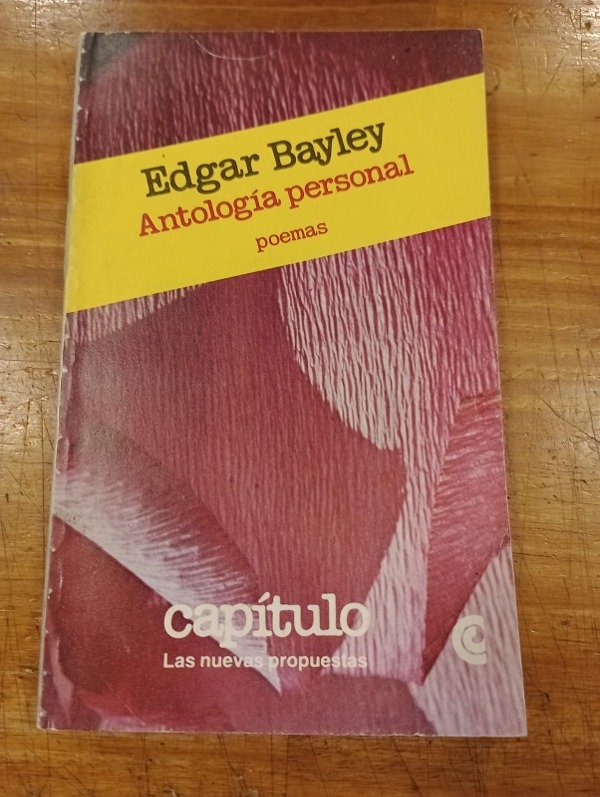 Edgar Bayley
Antología personal
poemas
capítulo
Las nuevas propuestas